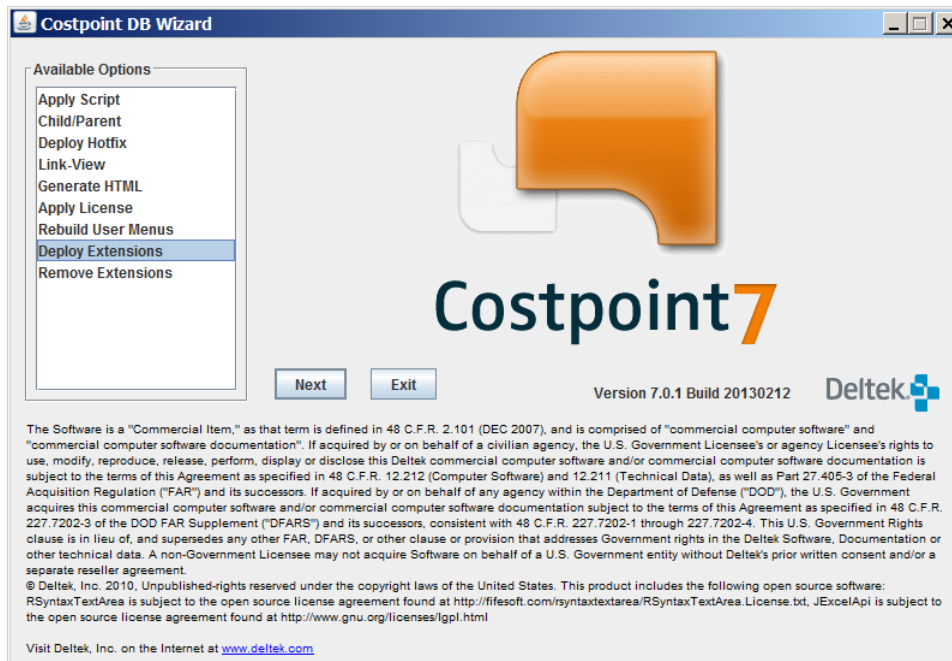 Costpoint DB Wizard
Available Options
Apply Script
Child/Parent
Deploy Hotfix
Link-View
Generate HTML
Apply License
Rebuild User Menus
Deploy Extensions
Remove Extensions
Costpoint7
Next
Exit
Version 7.0.1 Build 20130212
Deltek
The Software is a "Commercial Item," as that term is defined in 48 C.F.R. 2.101 (DEC 2007), and is comprised of "commercial computer software" and
"commercial computer software documentation". If acquired by or on behalf of a civilian agency, the U.S. Government Licensee's or agency Licensee's rights to
use, modify, reproduce, release, perform, display or disclose this Deltek commercial computer software and/or commercial computer software documentation is
subject to the terms of this Agreement as specified in 48 C.F.R. 12.212 (Computer Software) and 12.211 (Technical Data), as well as Part 27.405-3 of the Federal
Acquisition Regulation ("FAR") and its successors. If acquired by or on behalf of any agency within the Department of Defense ("DOD"), the U.S. Government
acquires this commercial computer software and/or commercial computer software documentation subject to the terms of this Agreement as specified in 48 C.F.R.
227.7202-3 of the DOD FAR Supplement ("DFARS") and its successors, consistent with 48 C.F.R. 227.7202-1 through 227.7202-4. This U.S. Government Rights
clause is in lieu of, and supersedes any other FAR, DFARS, or other clause or provision that addresses Government rights in the Deltek Software, Documentation or
other technical data. A non-Government Licensee may not acquire Software on behalf of a U.S. Government entity without Deltek's prior written consent and/or a
separate reseller agreement.
© Deltek, Inc. 2010, Unpublished-rights reserved under the copyright laws of the United States. This product includes the following open source software:
RSyntaxTextArea is subject to the open source license agreement found at http://fifesoft.com/rsyntaxtextarea/RSyntaxTextArea.License.txt, JExcelApi is subject to
the open source license agreement found at http://www.gnu.org/licenses/lgpl.html
Visit Deltek, Inc. on the Internet at www.deltek.com